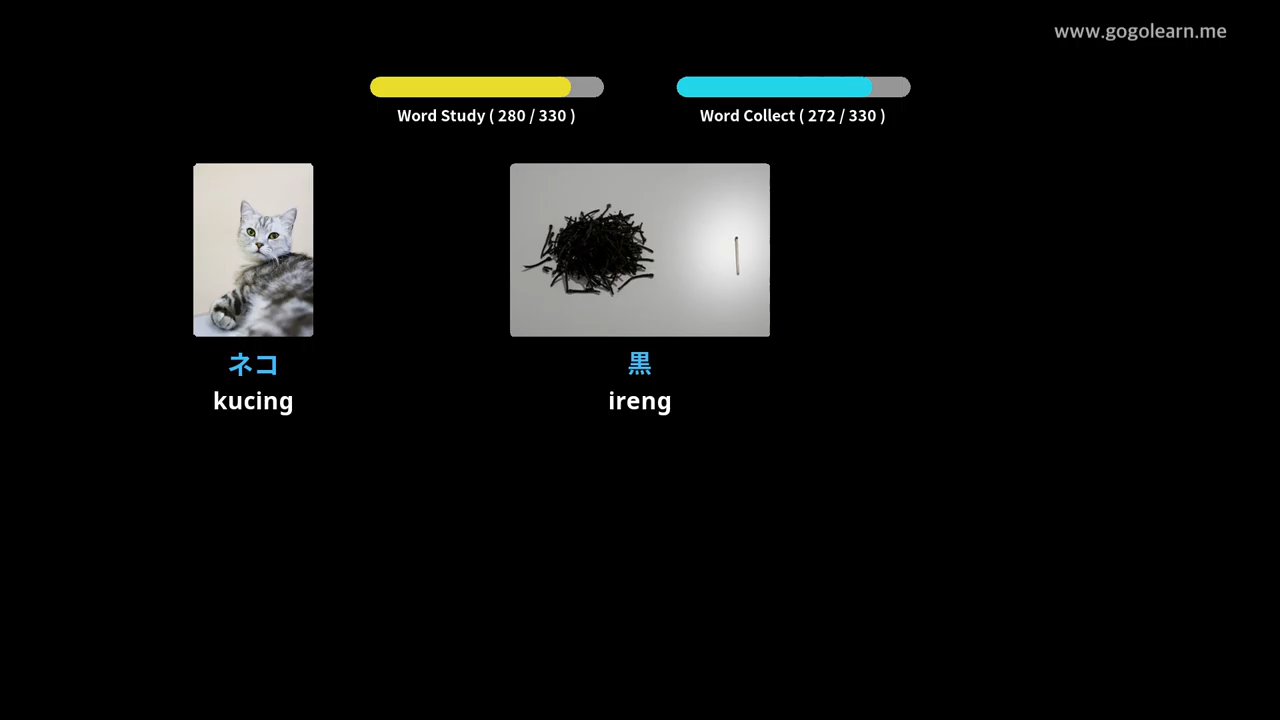 www.gogolearn.me
Word Study ( 280 / 330 )
Word Collect ( 272 / 330 )
ネコ
kucing
黒
ireng